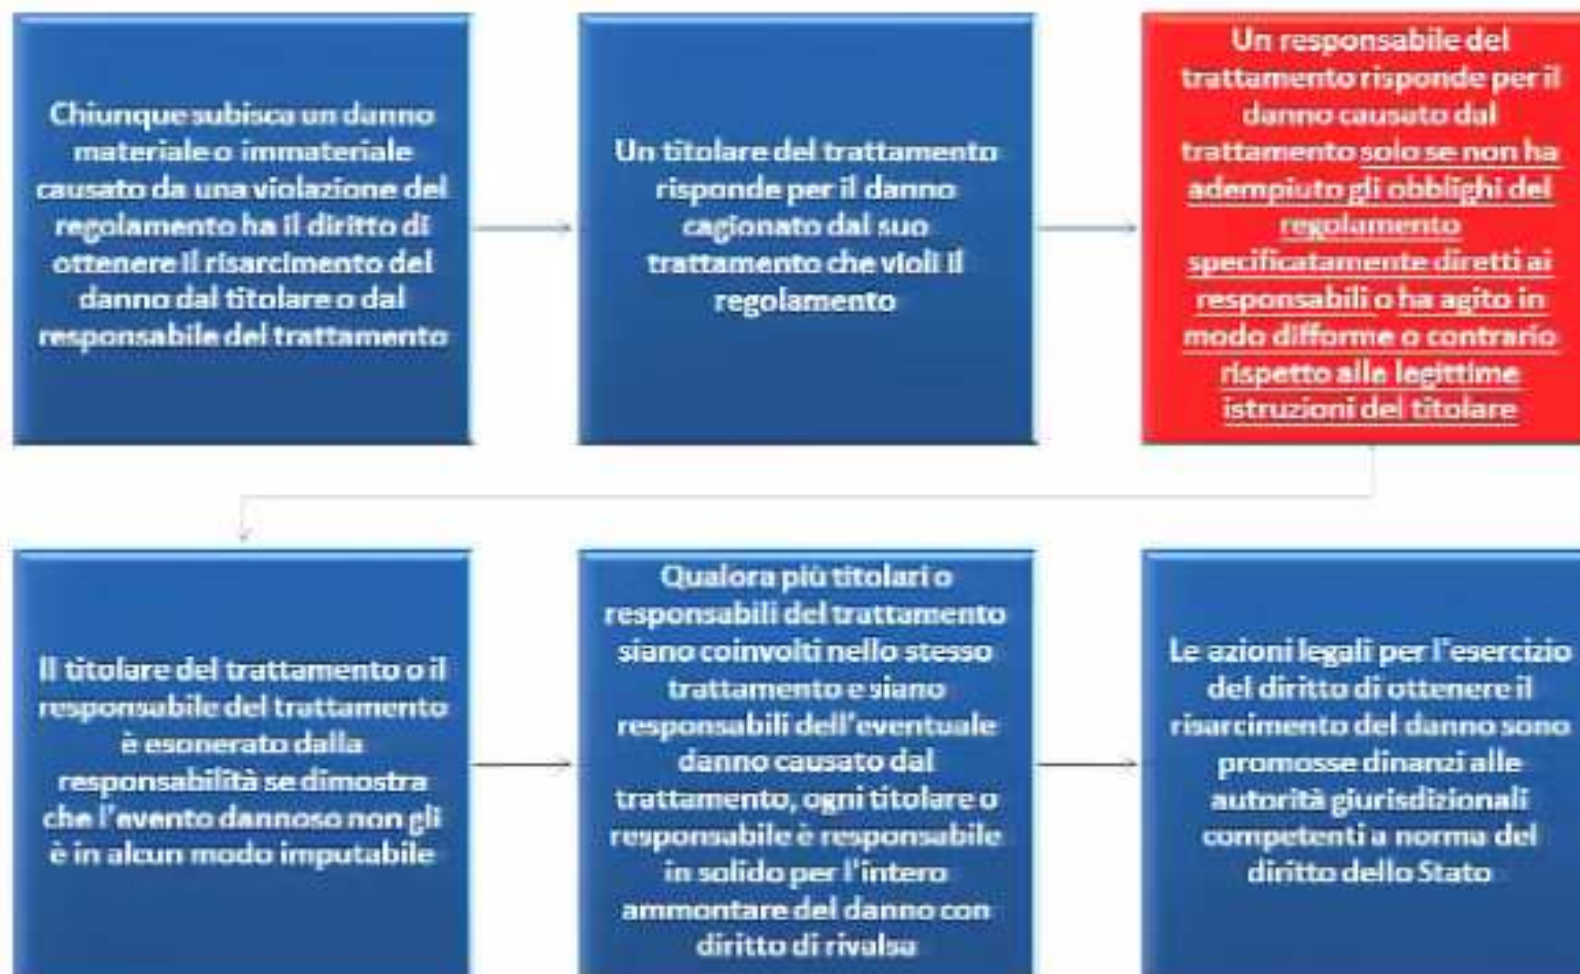 Chiunque subisca un danno
materiale o immateriale
causato da una violazione del
regolamento ha il diritto di
ottenere il risarcimento del
danno dal titolare o dal
responsabile del trattamento
Un titolare del trattamento
risponde per il danno
cagionato dal suo
trattamento che violi il
regolamento
Un responsabile del
trattamento risponde per il
danno causato dal
trattamento solo se non ha
adempiuto gli obblighi del
regolamento
specificatamente diretti ai
responsabili o ha agito in
modo difforme o contrario
rispetto alle legittime
istruzioni del titolare
Il titolare del trattamento o il
responsabile del trattamento
è esonerato dalla
responsabilità se dimostra
che l'evento dannoso non gli
è in alcun modo imputabile
Qualora più titolari o
responsabili del trattamento
siano coinvolti nello stesso
trattamento e siano
responsabili dell'eventuale
danno causato dal
trattamento, ogni titolare o
responsabile è responsabile
in solido per l'intero
ammontare del danno con
diritto di rivalsa
Le azioni legali per l'esercizio
del diritto di ottenere il
risarcimento del danno sono
promosse dinanzi alle
autorità giurisdizionali
competenti a norma del
diritto dello Stato